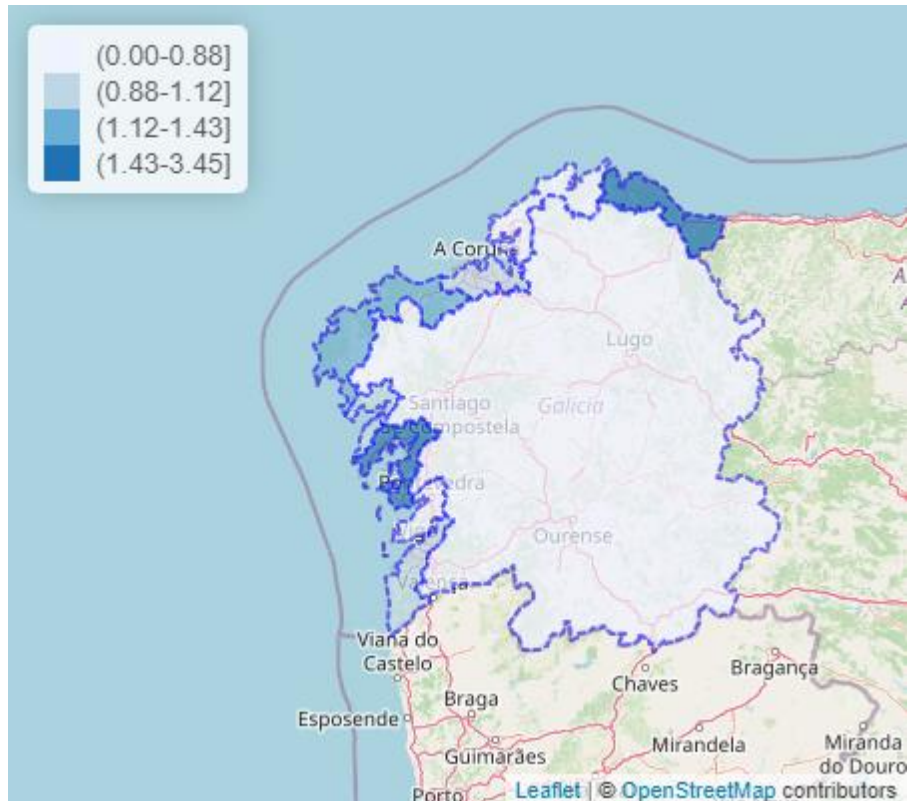 (0.00-0.88]
(0.88-1.12]
(1.12-1.43]
(1.43-3.45]
A Coru
Lugo
Santiago
Compostela
Galicia
Ourense
Valença
Viana do
Castelo
Chaves
Bragança
Braga
Esposende
Guimarães
Mirandela
Miranda
do Douro
Porto
Leaflet | © OpenStreetMap contributors